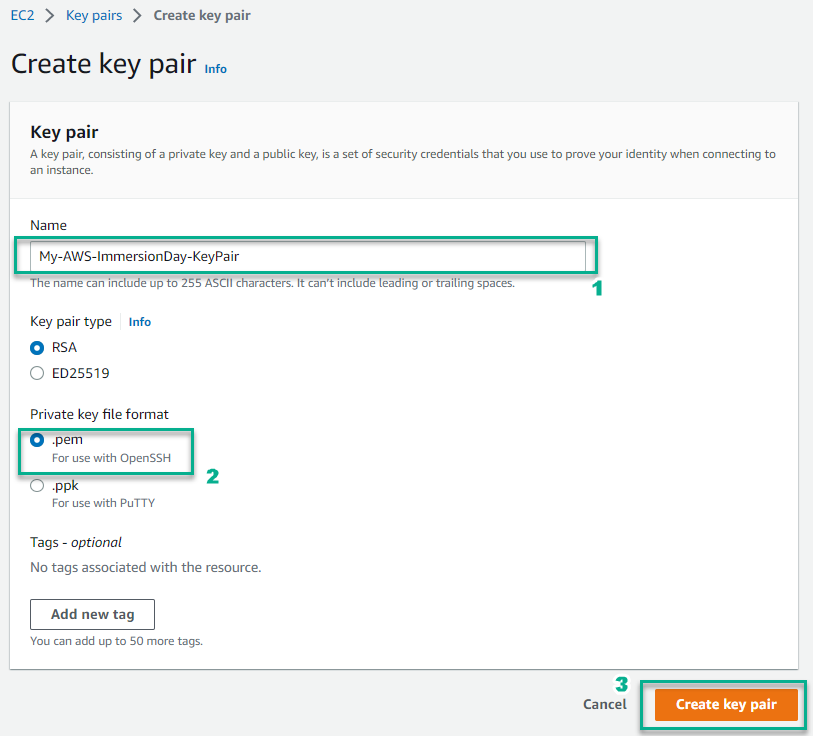 EC2 > Key pairs > Create key pair
Create key pair Info
Key pair
A key pair, consisting of a private key and a public key, is a set of security credentials that you use to prove your identity when connecting to
an instance.
Name
My-AWS-ImmersionDay-KeyPair
The name can include up to 255 ASCII characters. It can't include leading or trailing spaces.
1
Key pair type Info
RSA
ED25519
Private key file format
.pem
For use with OpenSSH
2
.ppk
For use with PuTTY
Tags - optional
No tags associated with the resource.
Add new tag
You can add up to 50 more tags.
3
Cancel Create key pair